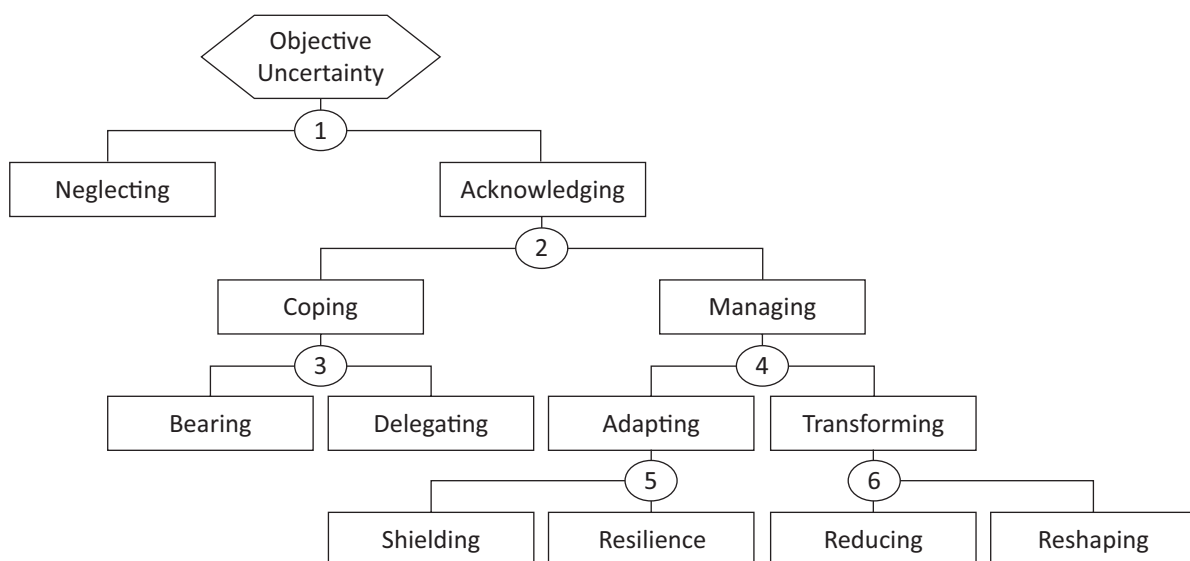 Objective
Uncertainty
1
Neglecting
Acknowledging
2
Coping
Managing
3
4
Bearing
Delegating
Adapting
Transforming
5
6
Shielding
Resilience
Reducing
Reshaping